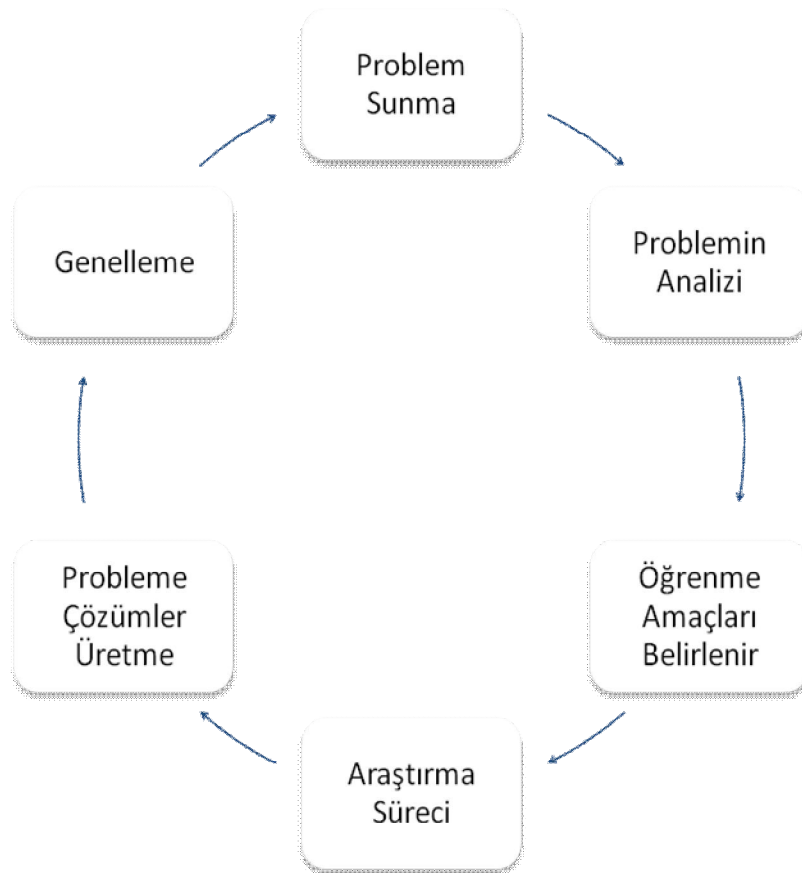 Problem
Sunma
Problemin
Analizi
Öğrenme
Amaçları
Belirlenir
Araştırma
Süreci
Probleme
Çözümler
Üretme
Genelleme